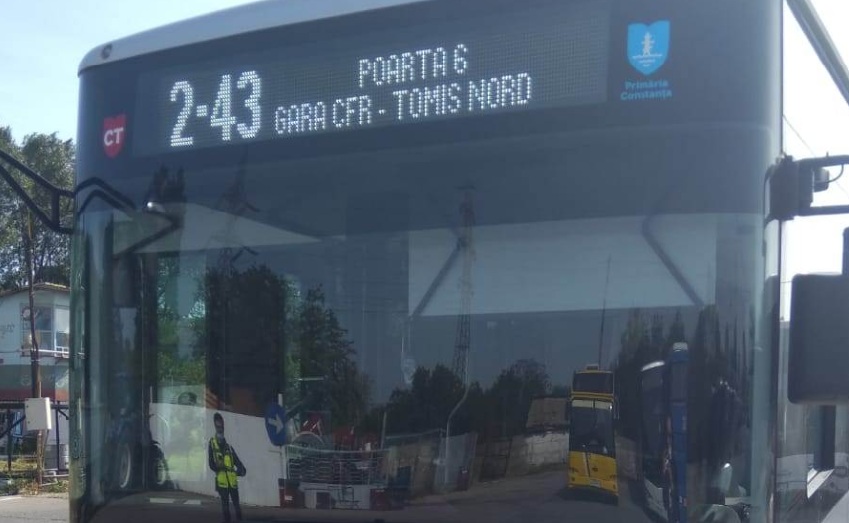 2-43
POARTA 6
GARA CFR - TOMIS NORD
CT
Primăria
Constanța